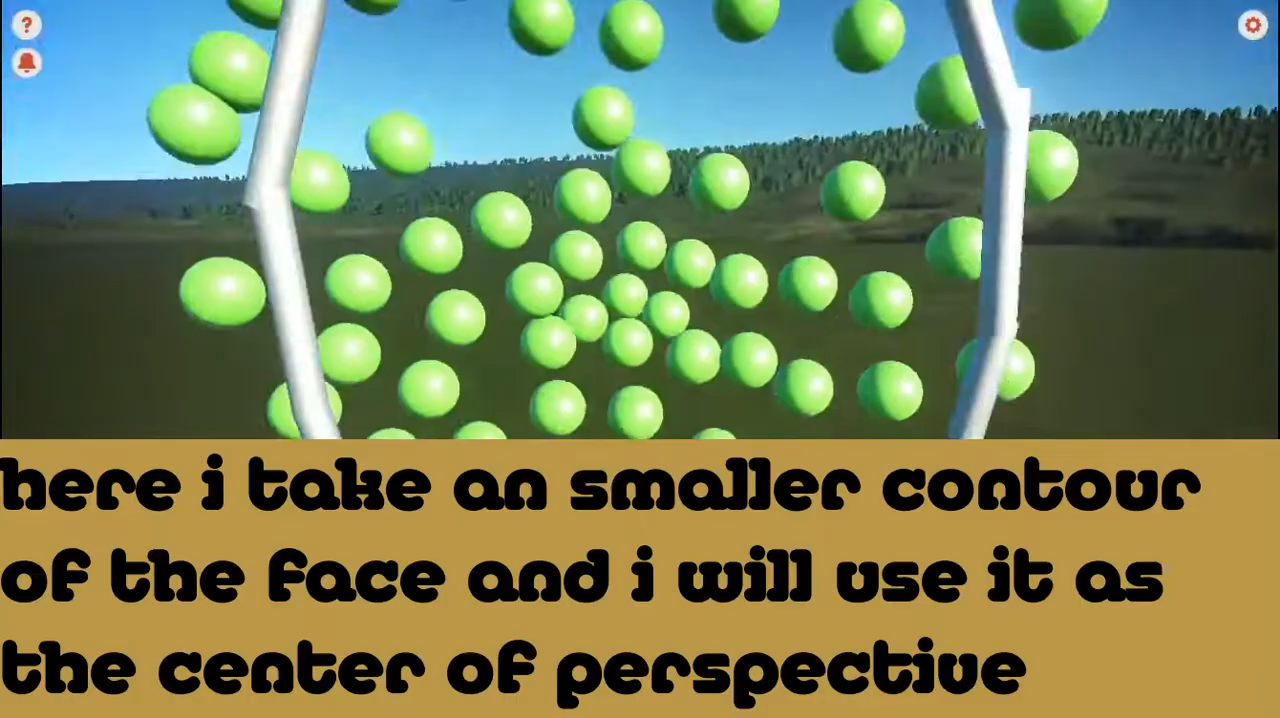 ?
here i take an smaller contour
of the face and i will use it as
the center of perspective